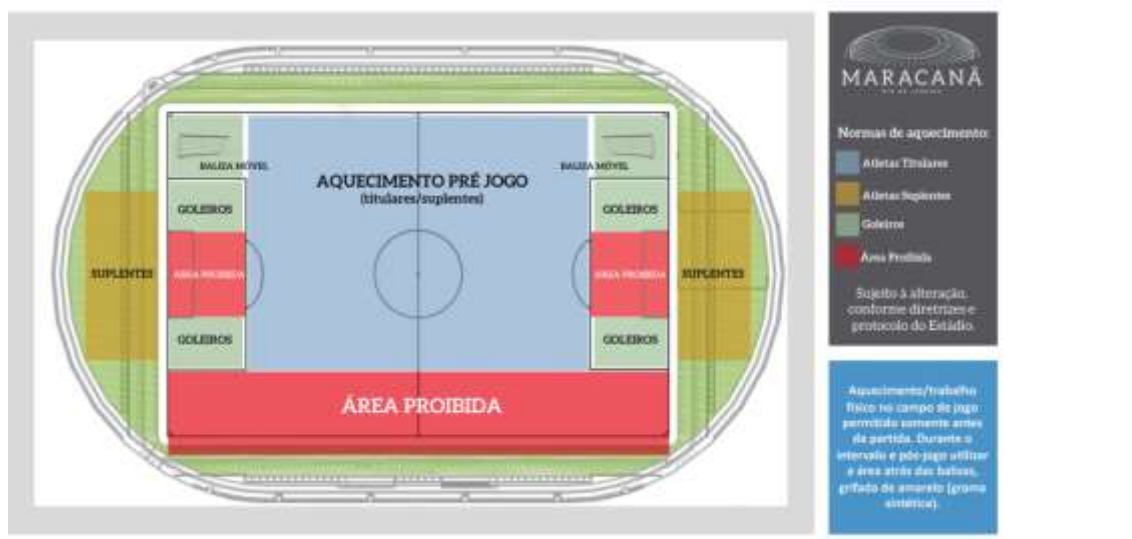 BALIZA MÓVEL
BALIZA MÓVEL
AQUECIMENTO PRÉ JOGO
(titulares/suplentes)
GOLEIROS
GOLEIROS
SUPLENTES
ÁREA PROIBIDA
ÁREA PROIBIDA
SUPLENTES
GOLEIROS
GOLEIROS
ÁREA PROIBIDA
MARACANÃ
RIO DE JANEIRO
Normas de aquecimento:
Atletas Titulares
Atletas Suplentes
Goleiros
Área Proibida
Sujeito à alteração,
conforme diretrizes e
protocolo do Estádio.
Aquecimento/trabalho
físico no campo de jogo
permitido somente antes
da partida. Durante o
intervalo e pós-jogo utilizar
a área atrás das balizas,
grifado de amarelo (grama
sintética).